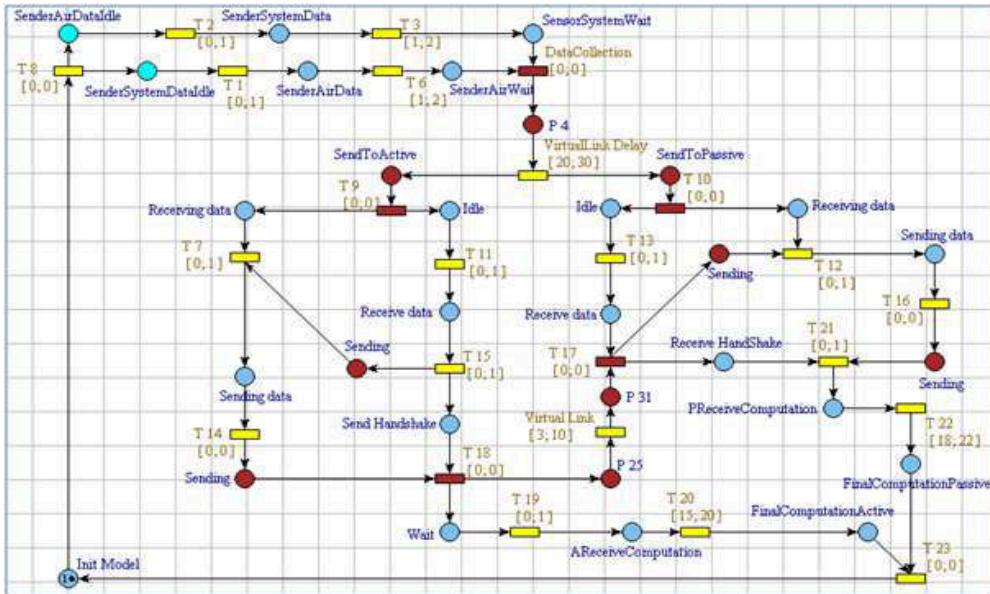 SenderAirDataIdle
T 2
[0,1]
SenderSystemData
T 3
[1;2]
SensorSystemWait
DataCollection
[0;0]
T 8
[0;0]
SenderSystemDataIdle
T 1
[0;1]
SenderAirData
T 6
[1;2]
SenderAirWait
P 4
VirtualLink Delay
[20;30]
SendToActive
SendToPassive
T 9
[0;0]
T 10
[0;0]
Receiving data
Idle
Idle
Receiving data
T 7
[0,1]
T 11
[0;1]
T 13
[0;1]
Sending
T 12
[0;1]
Sending data
T 16
[0;0]
Receive data
Receive data
Sending
T 15
[0;1]
T 17
[0;0]
Receive HandShake
T 21
[0,1]
Sending
Sending data
P 31
PReceiveComputation
T 14
[0;0]
Send Handshake
Virtual Link
[3;10]
T 22
[18;22]
Sending
T 18
[0;0]
P 25
FinalComputationPassive
Wait
T 19
[0;1]
AReceiveComputation
T 20
[15;20]
FinalComputationActive
T 23
[0;0]
Init Model